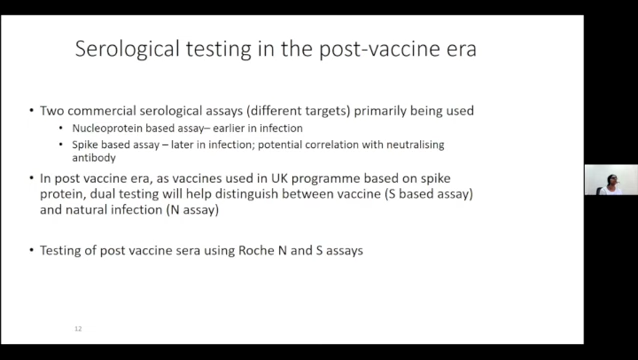 Serological testing in the post-vaccine era
• Two commercial serological assays (different targets) primarily being used
• Nucleoprotein based assay– earlier in infection
• Spike based assay – later in infection; potential correlation with neutralising
antibody
• In post vaccine era, as vaccines used in UK programme based on spike
protein, dual testing will help distinguish between vaccine (S based assay)
and natural infection (N assay)
• Testing of post vaccine sera using Roche N and S assays
12